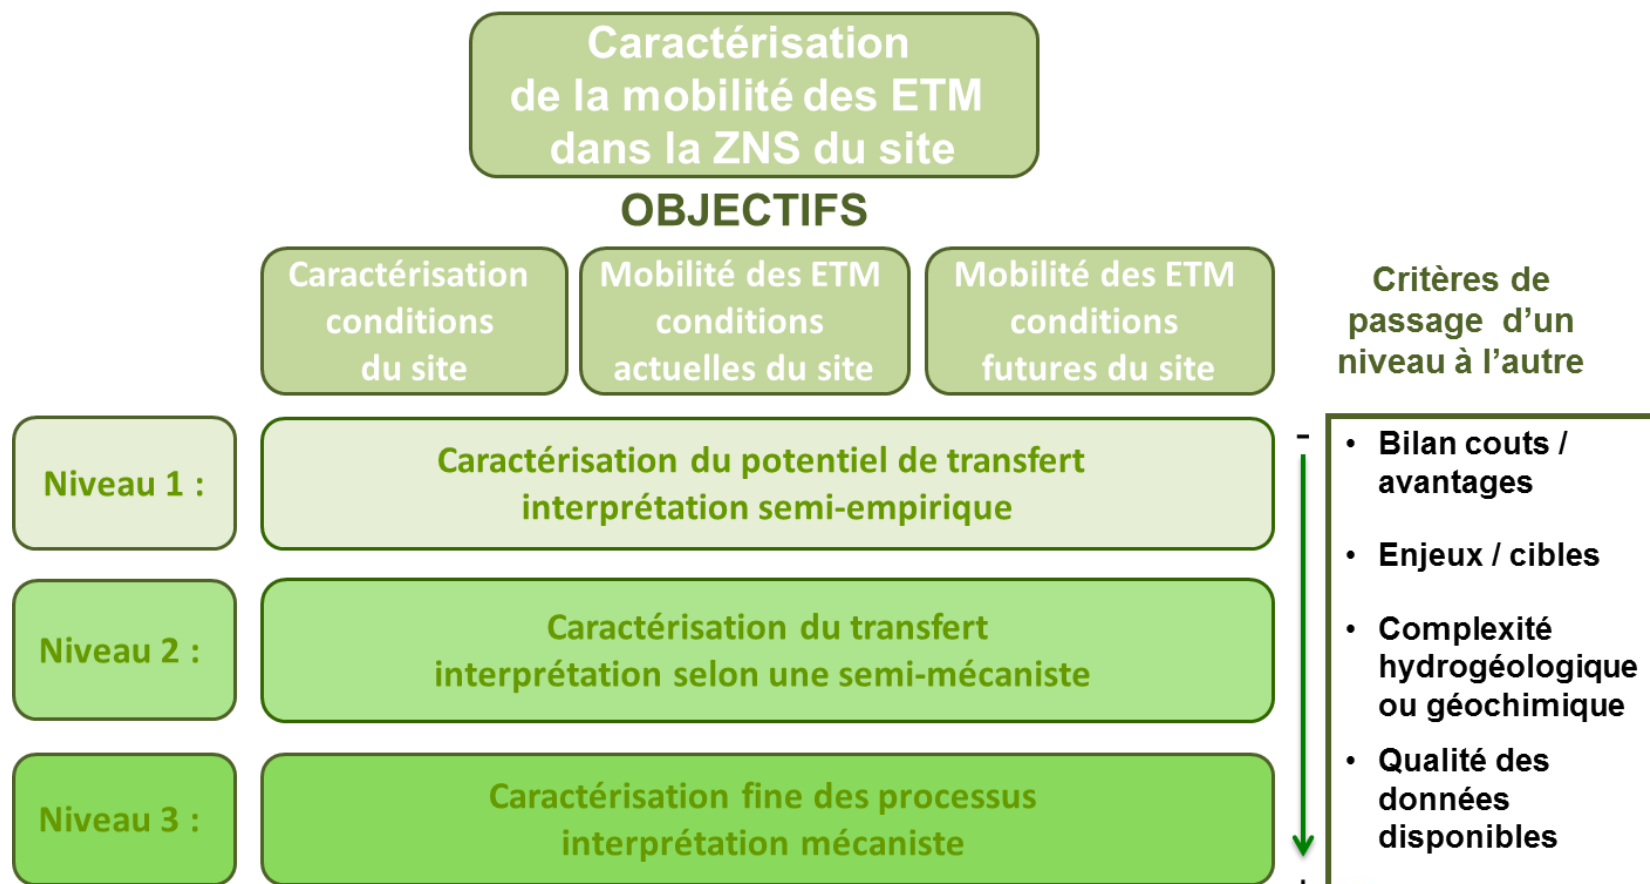 Caractérisation
de la mobilité des ETM
dans la ZNS du site
OBJECTIFS
Caractérisation
conditions
du site
Mobilité des ETM
conditions
actuelles du site
Mobilité des ETM
conditions
futures du site
Critères de
passage d'un
niveau à l'autre
Niveau 1 :
Caractérisation du potentiel de transfert
interprétation semi-empirique
Niveau 2 :
Caractérisation du transfert
interprétation selon une semi-mécaniste
Niveau 3 :
Caractérisation fine des processus
interprétation mécaniste
-
• Bilan couts /
avantages
• Enjeux / cibles
• Complexité
hydrogéologique
ou géochimique
• Qualité des
données
disponibles
+